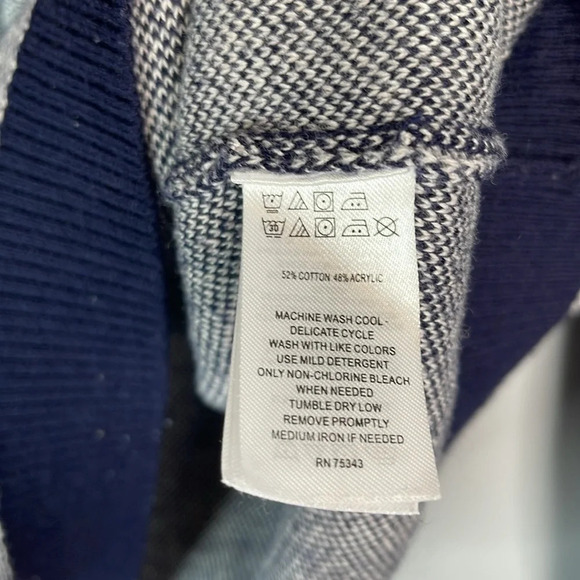 30
52% COTTON 48% ACRYLIC
MACHINE WASH COOL -
DELICATE CYCLE
WASH WITH LIKE COLORS
USE MILD DETERGENT
ONLY NON-CHLORINE BLEACH
WHEN NEEDED
TUMBLE DRY LOW
REMOVE PROMPTLY
MEDIUM IRON IF NEEDED
RN 75343